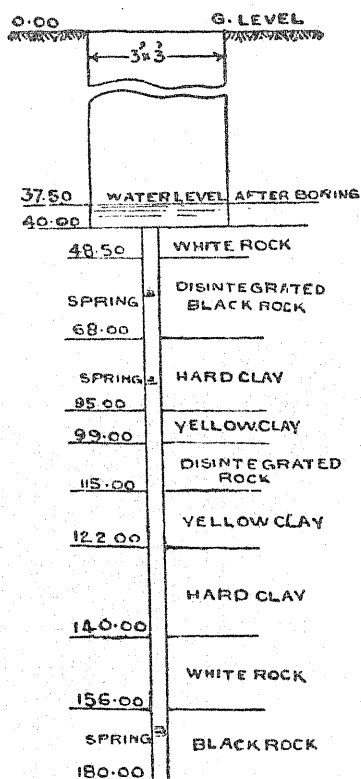 0.00 G. LEVEL
3'x 3'
37.50 WATER LEVEL AFTER BORING
40.00
48.50 WHITE ROCK
SPRING DISINTEGRATED
BLACK ROCK
68.00
SPRING HARD CLAY
95.00
YELLOW CLAY
99.00
DISINTEGRATED
ROCK
115.00
YELLOW CLAY
122.00
HARD CLAY
140.00
WHITE ROCK
156.00
SPRING BLACK ROCK
180.00